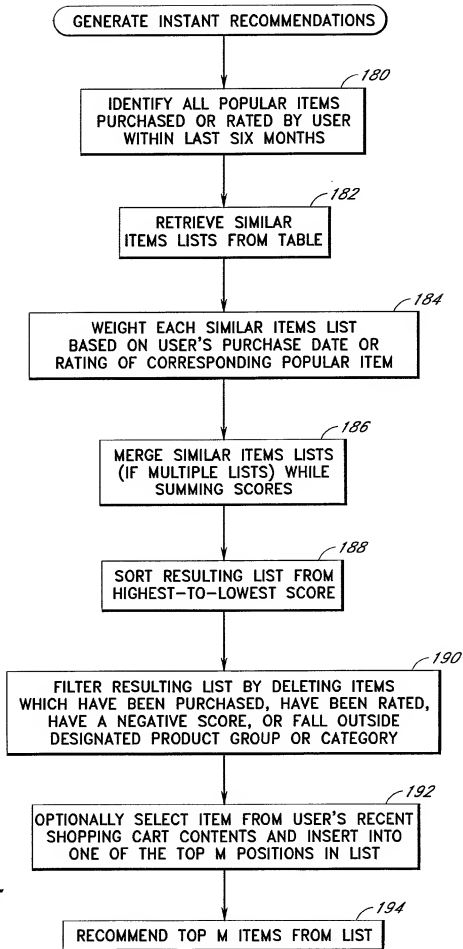 GENERATE INSTANT RECOMMENDATIONS
180
IDENTIFY ALL POPULAR ITEMS
PURCHASED OR RATED BY USER
WITHIN LAST SIX MONTHS
182
RETRIEVE SIMILAR
ITEMS LISTS FROM TABLE
184
WEIGHT EACH SIMILAR ITEMS LIST
BASED ON USER'S PURCHASE DATE OR
RATING OF CORRESPONDING POPULAR ITEM
186
MERGE SIMILAR ITEMS LISTS
(IF MULTIPLE LISTS) WHILE
SUMMING SCORES
188
SORT RESULTING LIST FROM
HIGHEST-TO-LOWEST SCORE
190
FILTER RESULTING LIST BY DELETING ITEMS
WHICH HAVE BEEN PURCHASED, HAVE BEEN RATED,
HAVE A NEGATIVE SCORE, OR FALL OUTSIDE
DESIGNATED PRODUCT GROUP OR CATEGORY
192
OPTIONALLY SELECT ITEM FROM USER'S RECENT
SHOPPING CART CONTENTS AND INSERT INTO
ONE OF THE TOP M POSITIONS IN LIST
194
RECOMMEND TOP M ITEMS FROM LIST